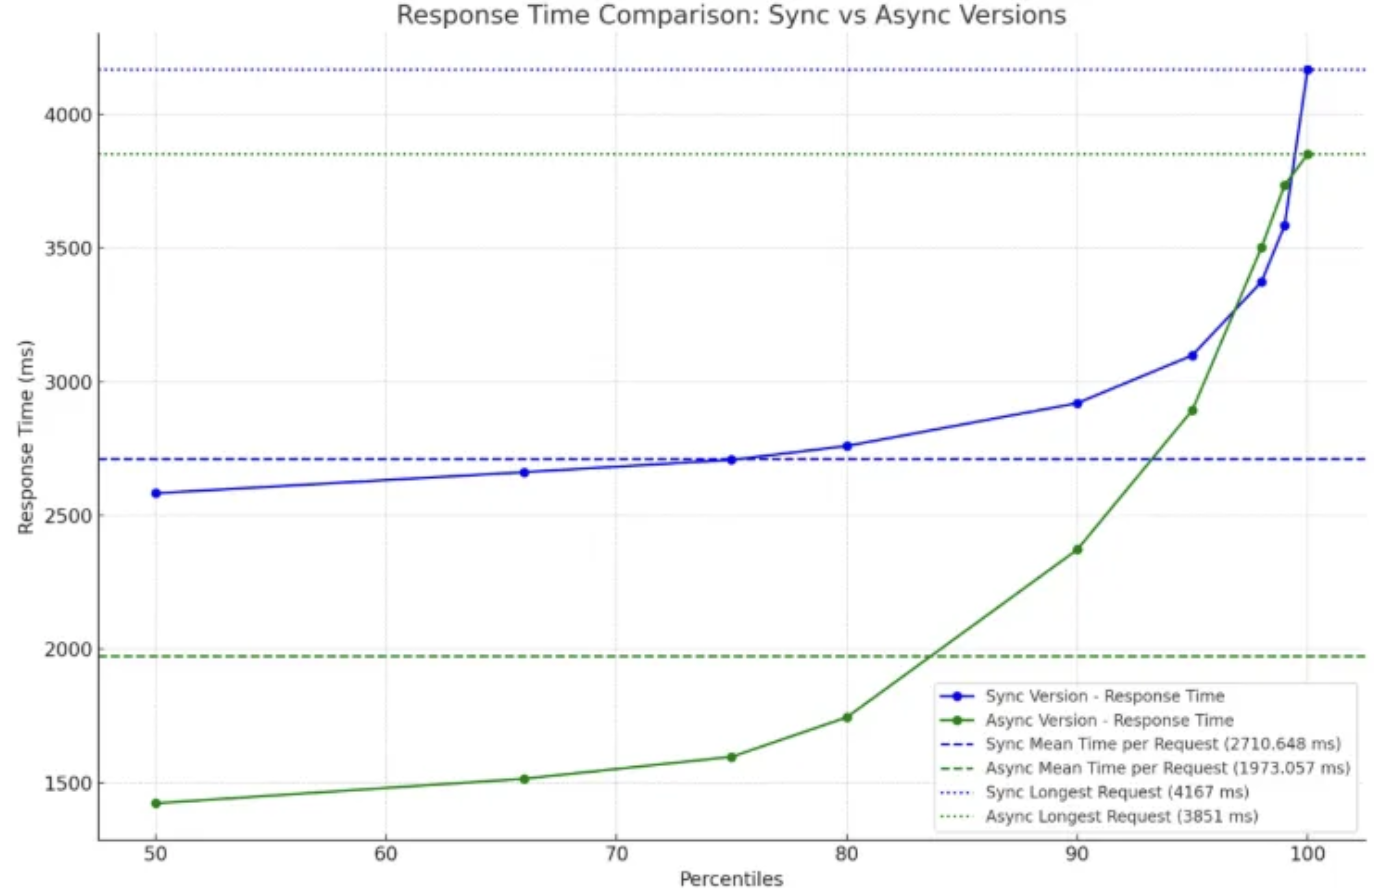 Response Time Comparison: Sync vs Async Versions
4000
3500
3000
2500
2000
1500
Response Time (ms)
50 60 70 80 90 100
Percentiles
Sync Version - Response Time
Async Version - Response Time
Sync Mean Time per Request (2710.648 ms)
Async Mean Time per Request (1973.057 ms)
Sync Longest Request (4167 ms)
Async Longest Request (3851 ms)